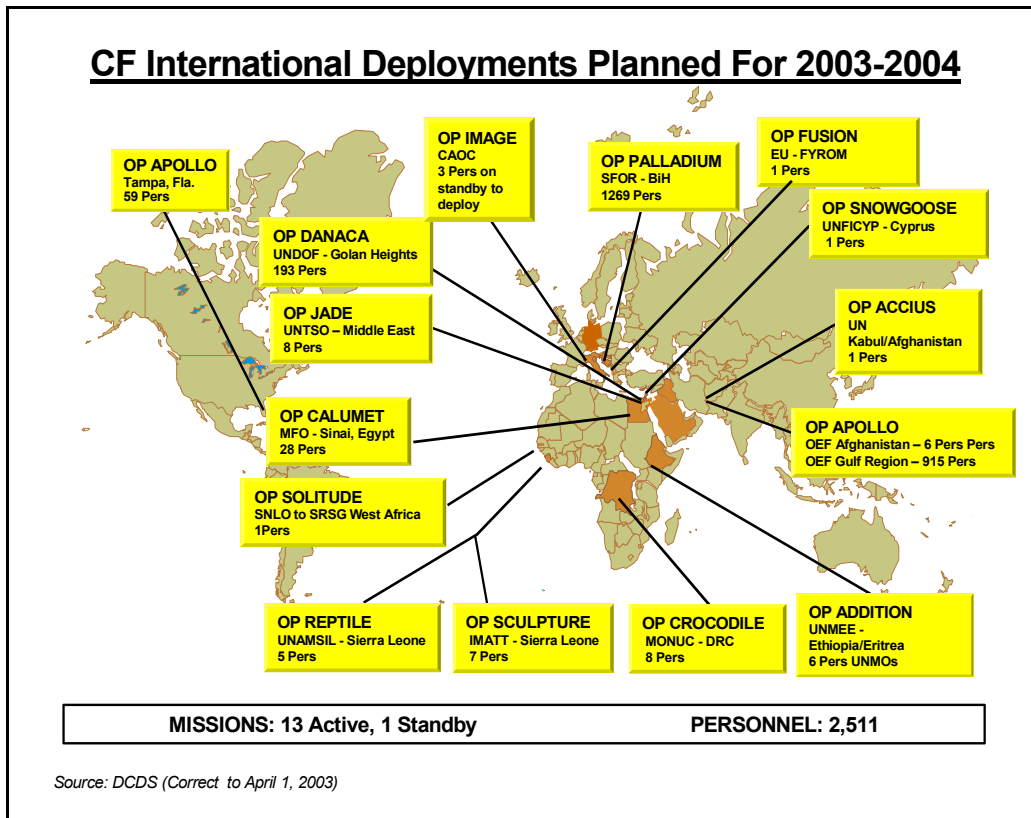 CF International Deployments Planned For 2003-2004
OP APOLLO
Tampa, Fla.
59 Pers
OP IMAGE
CAOC
3 Pers on
standby to
deploy
OP PALLADIUM
SFOR - BiH
1269 Pers
OP FUSION
EU - FYROM
1 Pers
OP SNOWGOOSE
UNFICYP - Cyprus
1 Pers
OP DANACA
UNDOF - Golan Heights
193 Pers
OP JADE
UNTSO – Middle East
8 Pers
OP ACCIUS
UN
Kabul/Afghanistan
1 Pers
OP CALUMET
MFO - Sinai, Egypt
28 Pers
OP APOLLO
OEF Afghanistan – 6 Pers Pers
OEF Gulf Region – 915 Pers
OP SOLITUDE
SNLO to SRSG West Africa
1Pers
OP REPTILE
UNAMSIL - Sierra Leone
5 Pers
OP SCULPTURE
IMATT - Sierra Leone
7 Pers
OP CROCODILE
MONUC - DRC
8 Pers
OP ADDITION
UNMEE -
Ethiopia/Eritrea
6 Pers UNMOs
MISSIONS: 13 Active, 1 Standby PERSONNEL: 2,511
Source: DCDS (Correct to April 1, 2003)